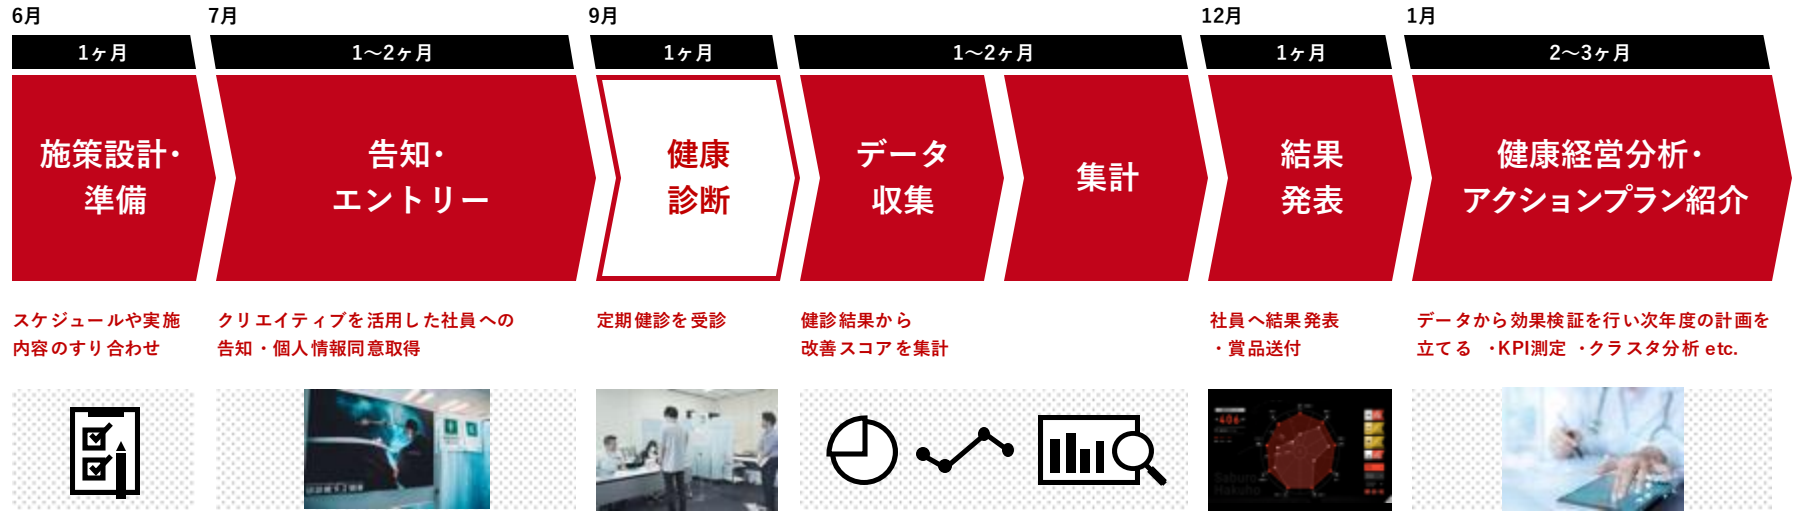 6月
7月
9月
12月
1月
1ヶ月
1〜2ヶ月
1ヶ月
1〜2ヶ月
1ヶ月
2〜3ヶ月
施策設計・
準備
告知・
エントリー
健康
診断
データ
収集
集計
結果
発表
健康経営分析・
アクションプラン紹介
スケジュールや実施
内容のすり合わせ
クリエイティブを活用した社員への
告知・個人情報同意取得
定期健診を受診
健診結果から
改善スコアを集計
社員へ結果発表
・賞品送付
データから効果検証を行い次年度の計画を
立てる ・KPI測定 ・クラスタ分析 etc.
Saburo
Hakuho